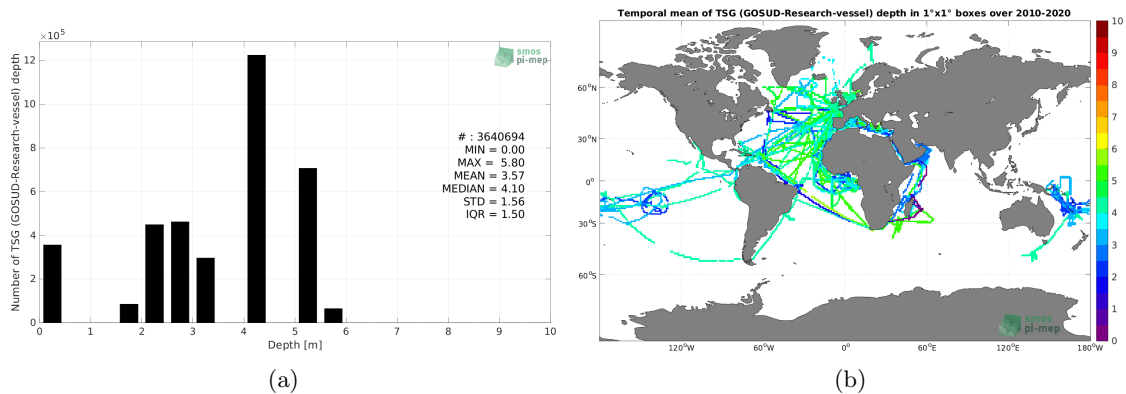 Number of TSG (GOSUD-Research-vessel) depth
×10⁵
12
10
8
6
4
2
0
0 1 2 3 4 5 6 7 8 9 10
Depth [m]
smos
pi-mep
# : 3640694
MIN = 0.00
MAX = 5.80
MEAN = 3.57
MEDIAN = 4.10
STD = 1.56
IQR = 1.50
(a)
Temporal mean of TSG (GOSUD-Research-vessel) depth in 1°x1° boxes over 2010-2020
60°N
30°N
0°
30°S
60°S
120°W 60°W 0° 60°E 120°E 180°W
smos
pi-mep
10
9
8
7
6
5
4
3
2
1
0
(b)